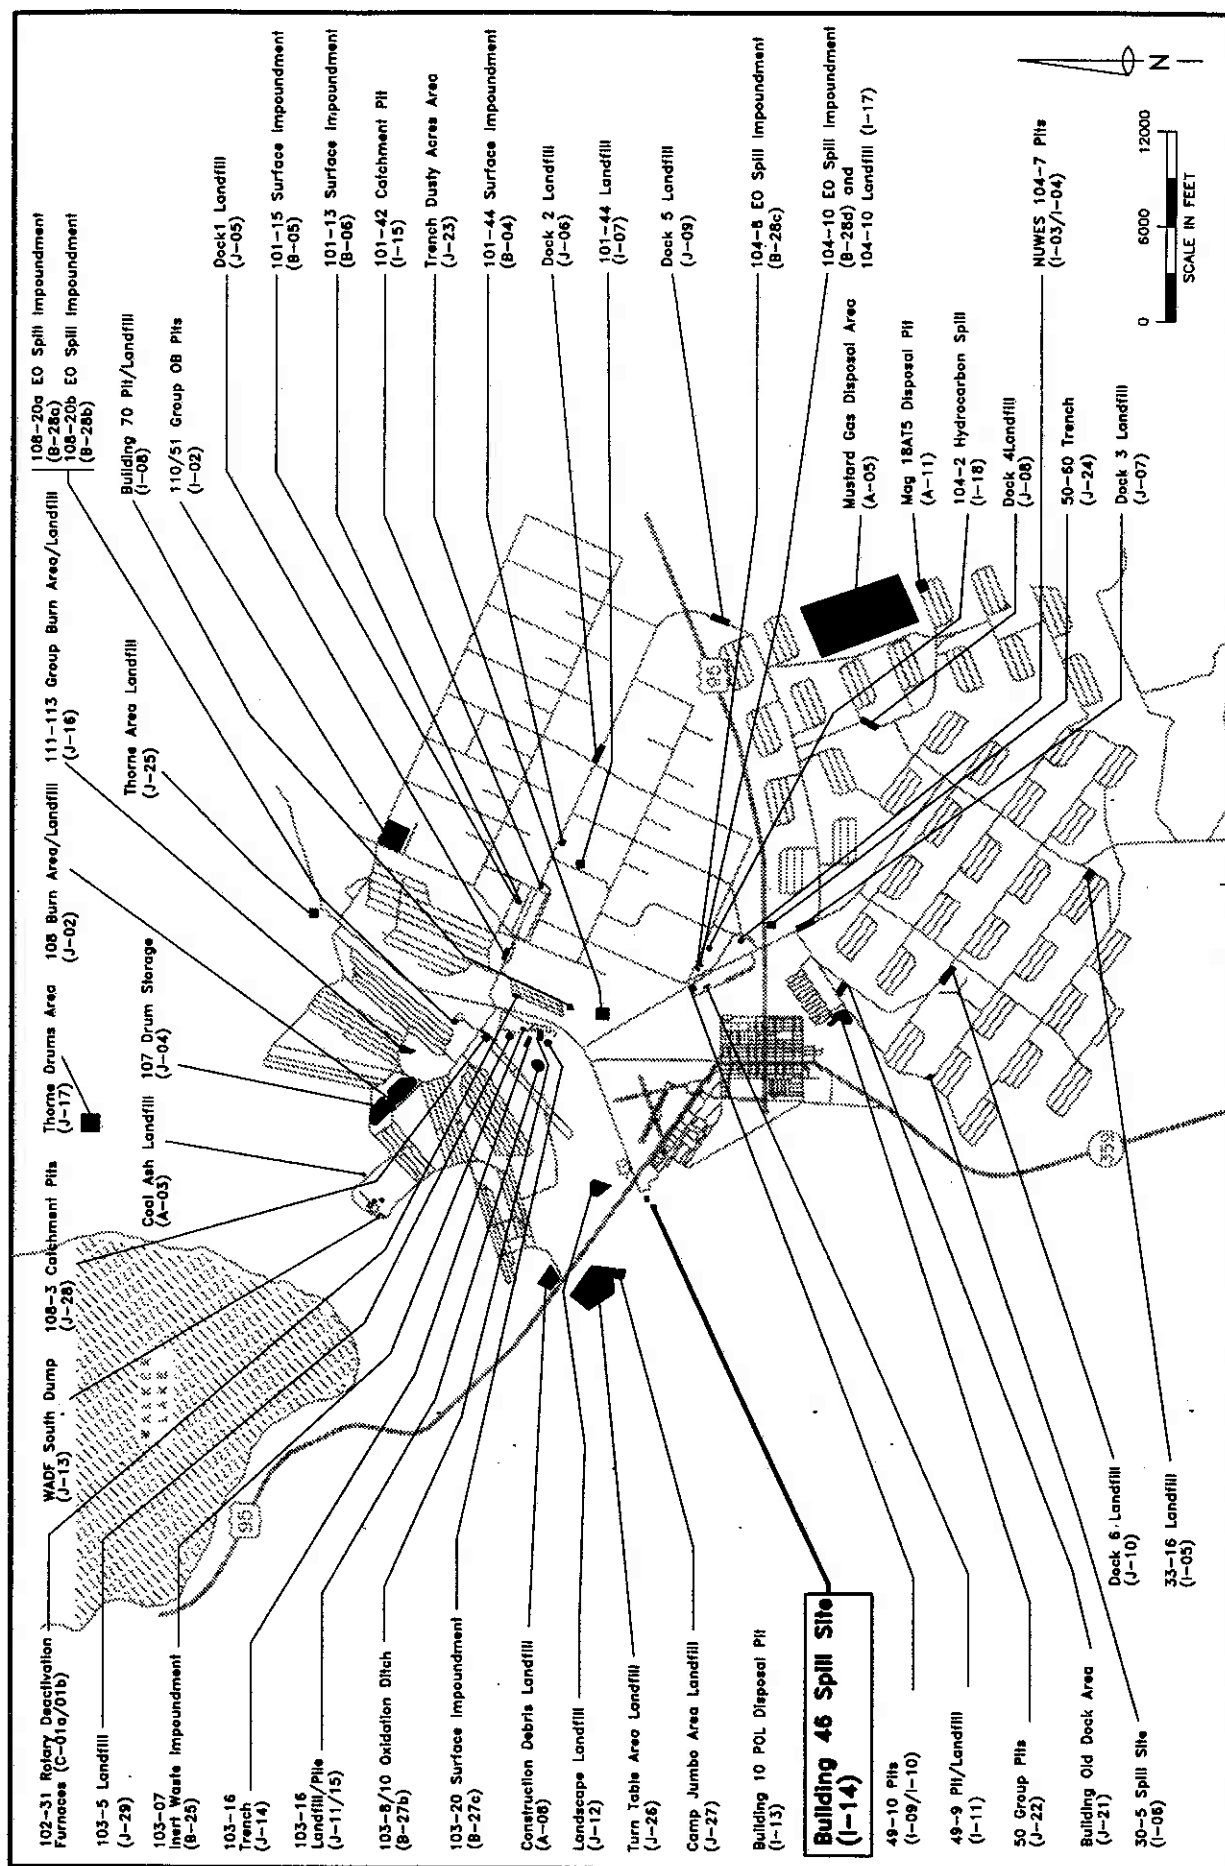 102-31 Rotary Deactivation
Furnaces (C-01a/01b)
103-5 Landfill
(J-29)
103-07
Inert Waste Impoundment
(B-25)
103-16
Trench
(J-14)
103-16
Landfill/Pile
(J-11/15)
103-8/10 Oxidation Ditch
(B-27b)
103-20 Surface Impoundment
(B-27c)
Construction Debris Landfill
(A-08)
Landscape Landfill
(J-12)
Turn Table Area Landfill
(J-26)
Camp Jumbo Area Landfill
(J-27)
Building 10 POL Disposal Pit
(I-13)
Building 46 Spill Site
(I-14)
49-10 Pits
(I-09/I-10)
49-9 Pit/Landfill
(I-11)
50 Group Pits
(J-22)
Building Old Dock Area
(J-21)
30-5 Spill Site
(I-06)
WADF South Dump
(J-13)
108-3 Catchment Pits
(J-28)
Thorne Drums Area
(J-17)
108 Burn Area/Landfill
(J-02)
111-113 Group Burn Area/Landfill
(J-16)
108-20a EO Spill Impoundment
(B-28a)
108-20b EO Spill Impoundment
(B-28b)
Coal Ash Landfill
(A-03)
107 Drum Storage
(J-04)
Thorne Area Landfill
(J-25)
Building 70 Pit/Landfill
(I-08)
110/51 Group OB Pits
(I-02)
Dock1 Landfill
(J-05)
101-15 Surface Impoundment
(B-05)
101-13 Surface Impoundment
(B-06)
101-42 Catchment Pit
(I-15)
Trench Dusty Acres Area
(J-23)
101-44 Surface Impoundment
(B-04)
Dock 2 Landfill
(J-06)
101-44 Landfill
(I-07)
Dock 5 Landfill
(J-09)
104-8 EO Spill Impoundment
(B-28c)
104-10 EO Spill Impoundment
(B-28d) and
104-10 Landfill (I-17)
Mustard Gas Disposal Area
(A-05)
Mag 18AT5 Disposal Pit
(A-11)
104-2 Hydrocarbon Spill
(I-18)
Dock 4Landfill
(J-08)
NUWES 104-7 Pits
(I-03/I-04)
50-60 Trench
(J-24)
Dock 3 Landfill
(J-07)
Dock 6 Landfill
(J-10)
33-16 Landfill
(I-05)
WALKER
LAKE
95
95
359
N
0 6000 12000
SCALE IN FEET